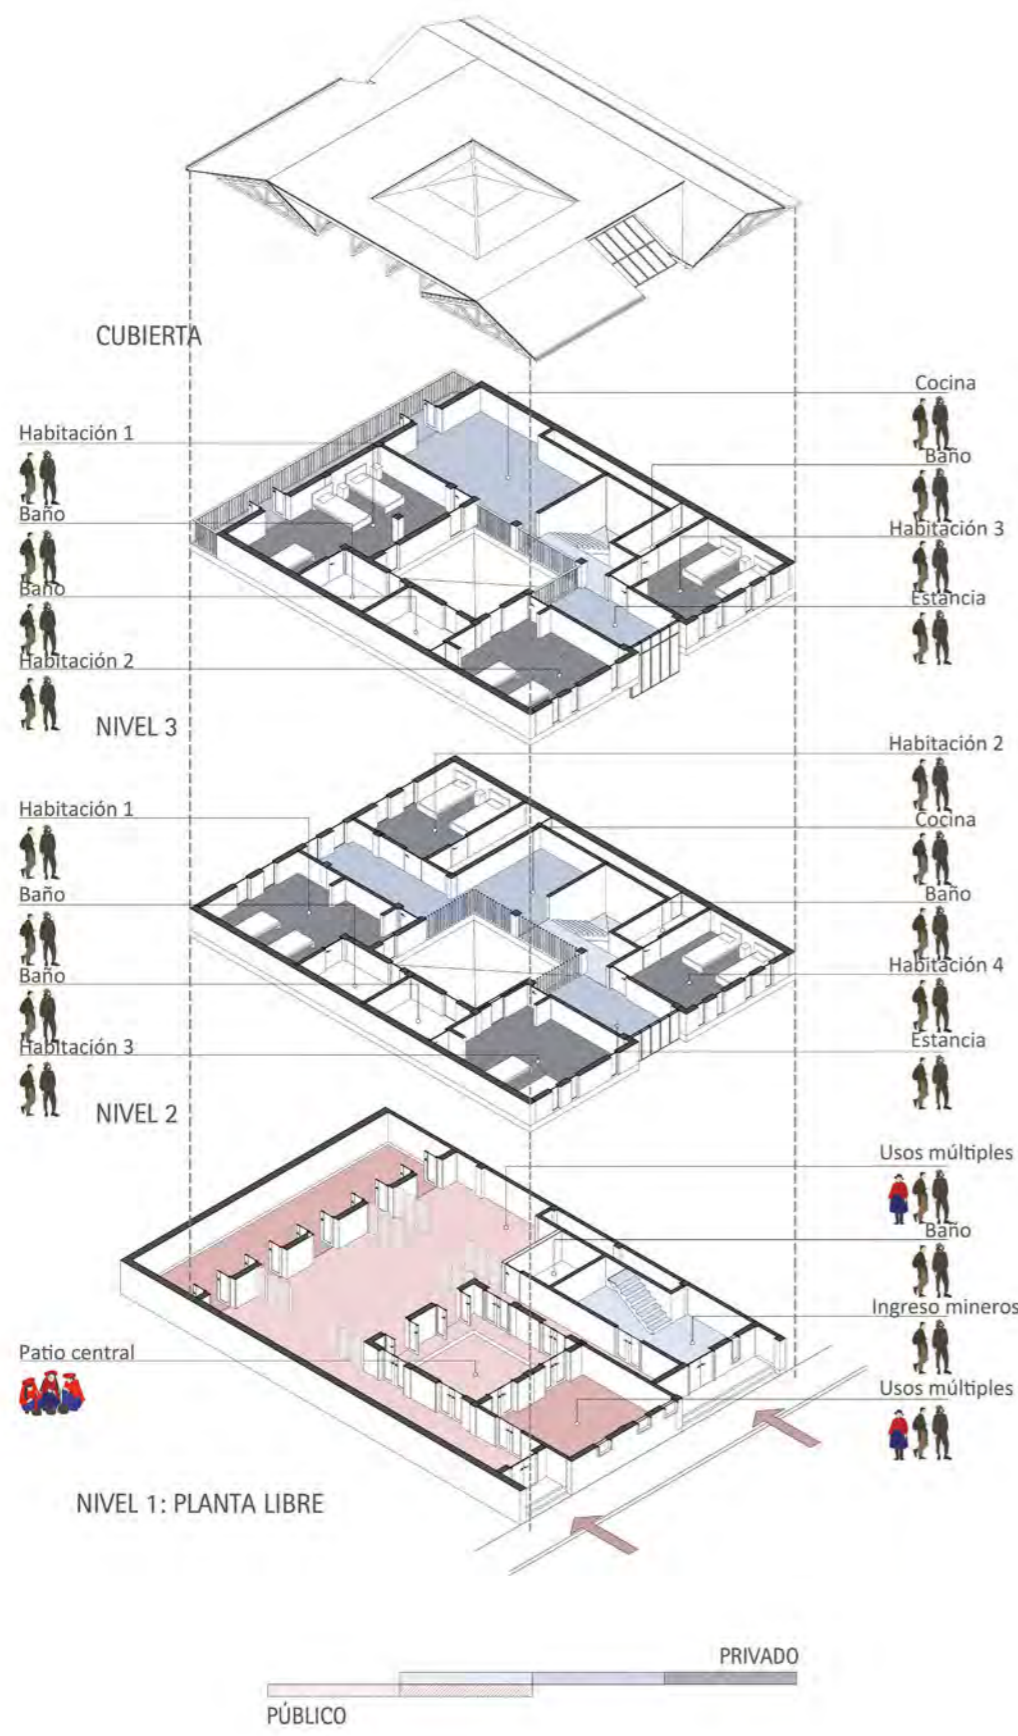 CUBIERTA
Cocina
Habitación 1
Baño
Baño
Habitación 3
Baño
Estancia
Habitación 2
NIVEL 3
Habitación 2
Habitación 1
Cocina
Baño
Baño
Habitación 4
Baño
Estancia
Habitación 3
NIVEL 2
Usos múltiples
Baño
Ingreso mineros
Patio central
Usos múltiples
NIVEL 1: PLANTA LIBRE
PRIVADO
PÚBLICO